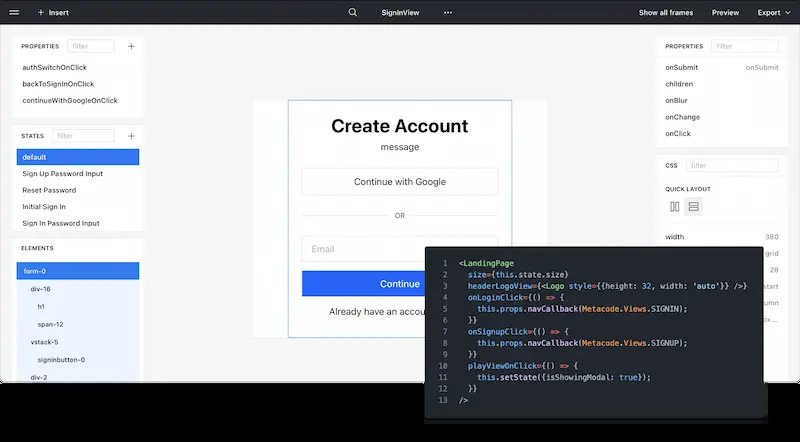 Insert
SignInView
Show all frames
Preview
Export
PROPERTIES
filter
authSwitchOnClick
backToSignInOnClick
continueWithGoogleOnClick
STATES
filter
default
Sign Up Password Input
Reset Password
Initial Sign In
Sign In Password Input
ELEMENTS
form-0
div-16
h1
span-12
vstack-5
signinbutton-0
div-2
Create Account
message
Continue with Google
OR
Email
Continue
Already have an accou
PROPERTIES
filter
onSubmit onSubmit
children
onBlur
onChange
onClick
CSS
filter
QUICK LAYOUT
width 380
grid
28
start
umn
ox ...
1 <LandingPage
2 size={this.state.size}
3 headerLogoView={<Logo style={{height: 32, width: 'auto'}} />}
4 onLoginClick={() => {
5 this.props.navCallback(Metacode.Views.SIGNIN);
6 }}
7 onSignupClick={() => {
8 this.props.navCallback(Metacode.Views.SIGNUP);
9 }}
10 playViewOnClick={() => {
11 this.setState({isShowingModal: true});
12 }}
13 />